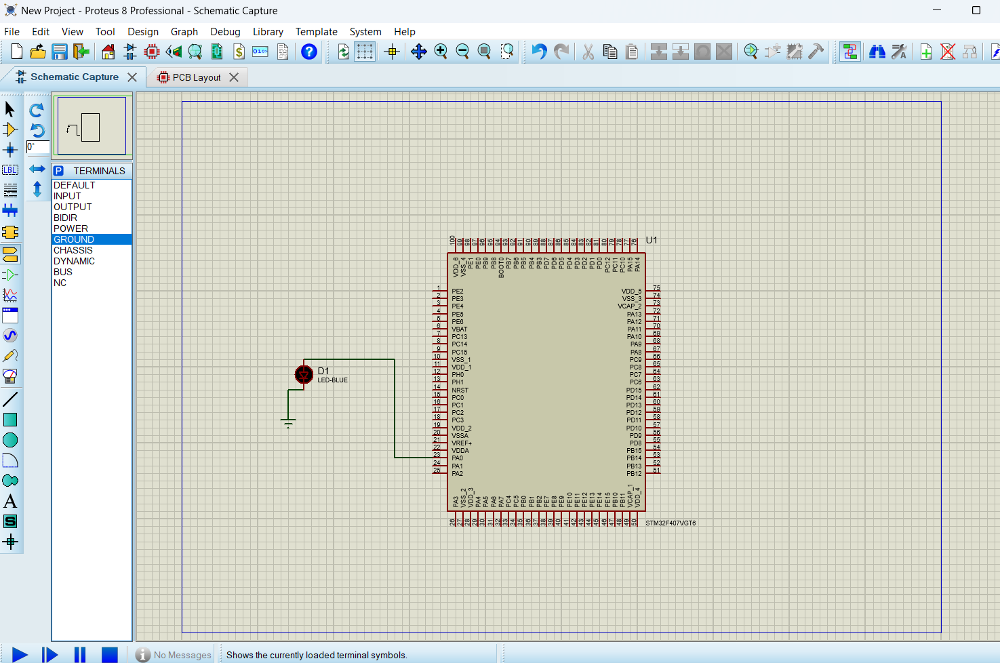 New Project - Proteus 8 Professional - Schematic Capture
File Edit View Tool Design Graph Debug Library Template System Help
Schematic Capture
PCB Layout
0°
LBL
P TERMINALS
DEFAULT
INPUT
OUTPUT
BIDIR
POWER
GROUND
CHASSIS
DYNAMIC
BUS
NC
A
S
U1
100 99 98 97 96 95 94 93 92 91 90 89 88 87 86 85 84 83 82 81 80 79 78 77 76
VDD_6 VSS_4 PE1 PE0 PB9 PB8 BOOT0 PB7 PB6 PB5 PB4 PB3 PD7 PD6 PD5 PD4 PD3 PD2 PD1 PD0 PC12 PC11 PC10 PA15 PA14
1 PE2 VDD_5 75
2 PE3 VSS_3 74
3 PE4 VCAP_2 73
4 PE5 PA13 72
5 PE6 PA12 71
6 VBAT PA11 70
7 PC13 PA10 69
8 PC14 PA9 68
9 PC15 PA8 67
10 VSS_1 PC9 66
11 VDD_1 PC8 65
12 PH0 PC7 64
13 PH1 PC6 63
14 NRST PD15 62
15 PC0 PD14 61
16 PC1 PD13 60
17 PC2 PD12 59
18 PC3 PD11 58
19 VDD_2 PD10 57
20 VSSA PD9 56
21 VREF+ PD8 55
22 VDDA PB15 54
23 PA0 PB14 53
24 PA1 PB13 52
25 PA2 PB12 51
D1
LED-BLUE
PA3 VSS_2 VDD_3 PA4 PA5 PA6 PA7 PC4 PC5 PB0 PB1 PB2 PE7 PE8 PE9 PE10 PE11 PE12 PE13 PE14 PE15 PB10 PB11 VCAP_1 VDD_4
26 27 28 29 30 31 32 33 34 35 36 37 38 39 40 41 42 43 44 45 46 47 48 49 50
STM32F407VGT6
No Messages
Shows the currently loaded terminal symbols.